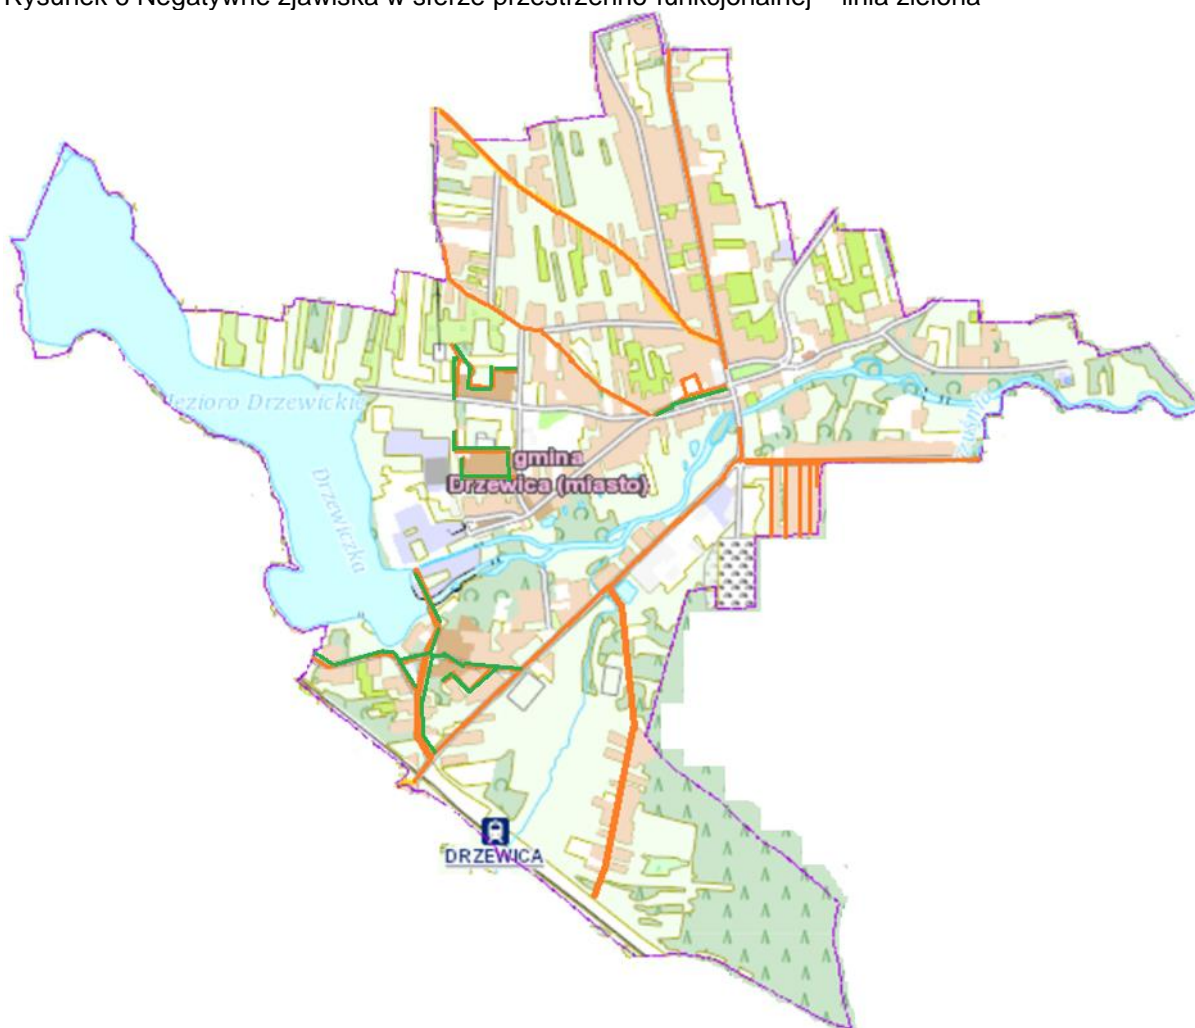 Rysunek 6 Negatywne zjawiska w sferze przestrzenno funkcjonalnej – linia zielona
Jezioro Drzewickie
gmina
Drzewica (miasto)
Drzewiczka
DRZEWICA